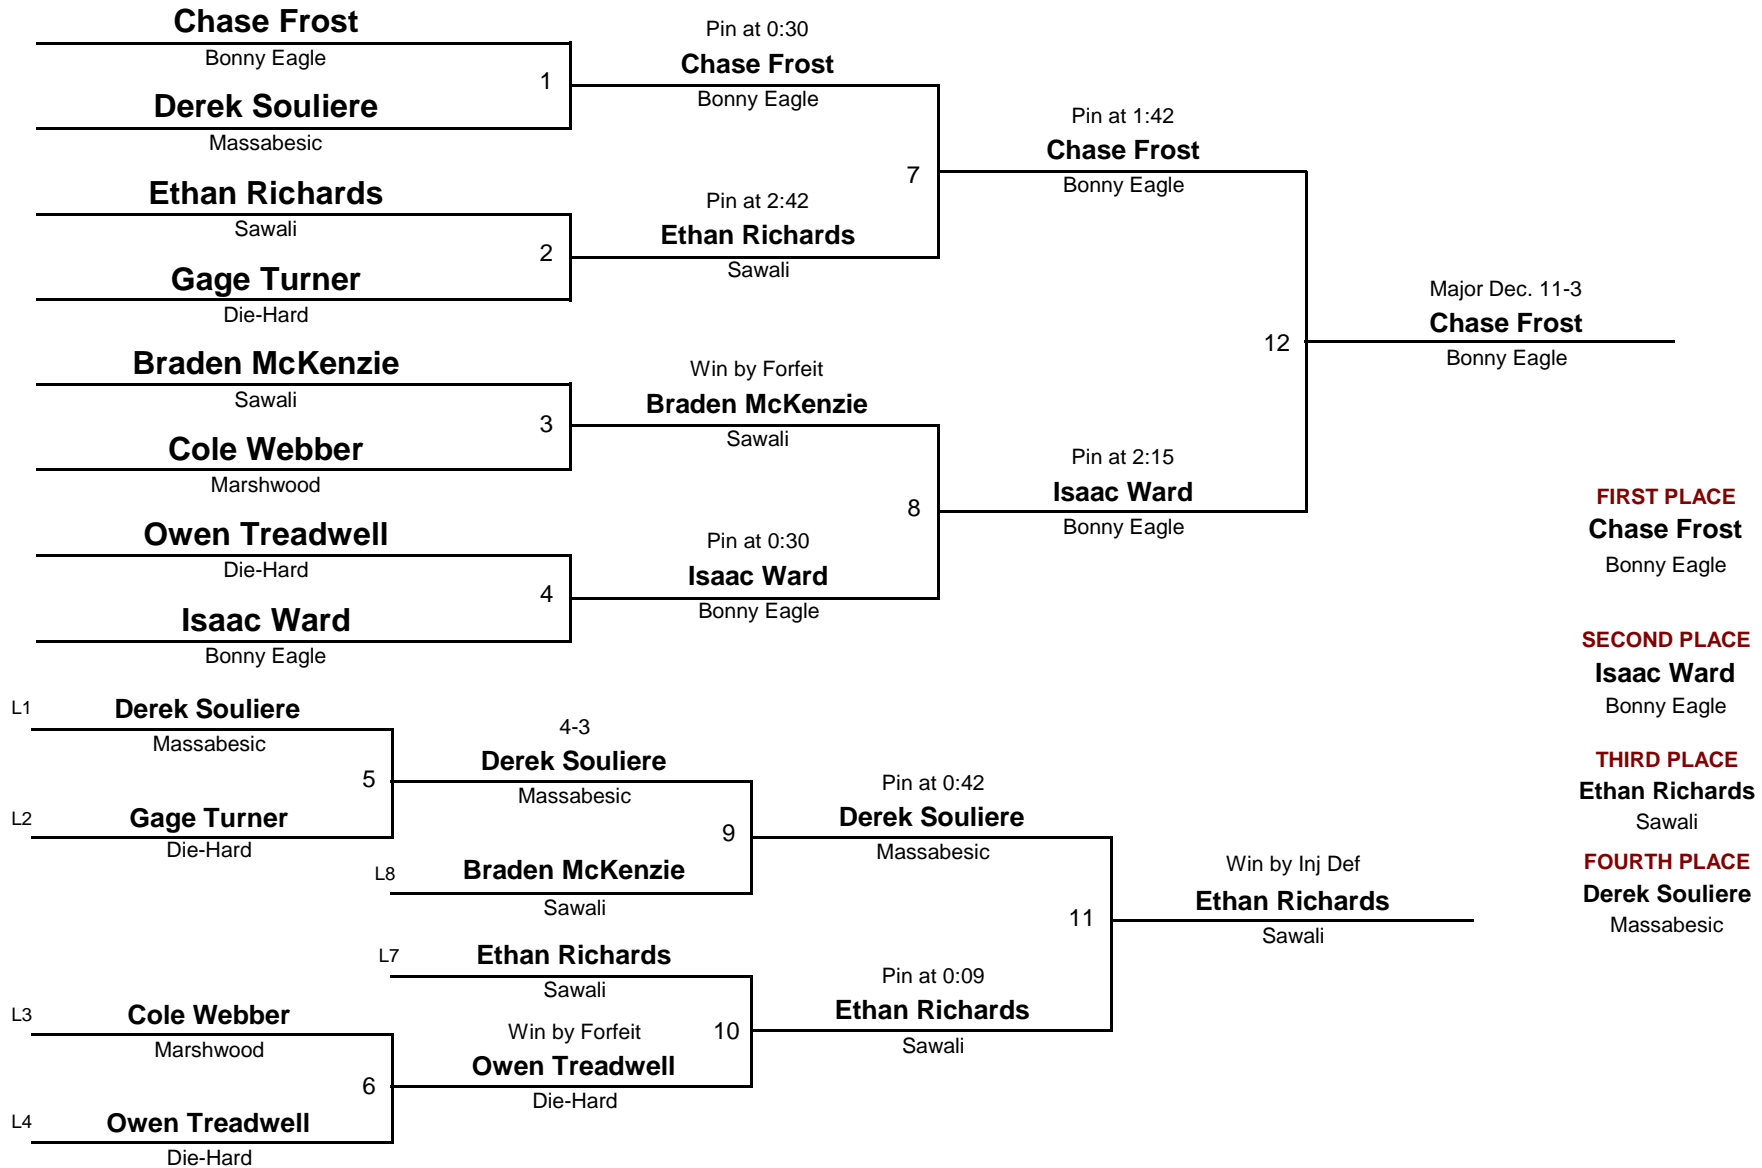 Chase Frost
Bonny Eagle
1
Derek Souliere
Massabesic
Ethan Richards
Sawali
2
Gage Turner
Die-Hard
Braden McKenzie
Sawali
3
Cole Webber
Marshwood
Owen Treadwell
Die-Hard
4
Isaac Ward
Bonny Eagle
Pin at 0:30
Chase Frost
Bonny Eagle
7
Pin at 2:42
Ethan Richards
Sawali
Win by Forfeit
Braden McKenzie
Sawali
8
Pin at 0:30
Isaac Ward
Bonny Eagle
Pin at 1:42
Chase Frost
Bonny Eagle
12
Pin at 2:15
Isaac Ward
Bonny Eagle
Major Dec. 11-3
Chase Frost
Bonny Eagle
FIRST PLACE
Chase Frost
Bonny Eagle
SECOND PLACE
Isaac Ward
Bonny Eagle
THIRD PLACE
Ethan Richards
Sawali
FOURTH PLACE
Derek Souliere
Massabesic
L1 Derek Souliere
Massabesic
5
L2 Gage Turner
Die-Hard
L3 Cole Webber
Marshwood
6
L4 Owen Treadwell
Die-Hard
4-3
Derek Souliere
Massabesic
9
L8 Braden McKenzie
Sawali
L7 Ethan Richards
Sawali
10
Win by Forfeit
Owen Treadwell
Die-Hard
Pin at 0:42
Derek Souliere
Massabesic
11
Pin at 0:09
Ethan Richards
Sawali
Win by Inj Def
Ethan Richards
Sawali